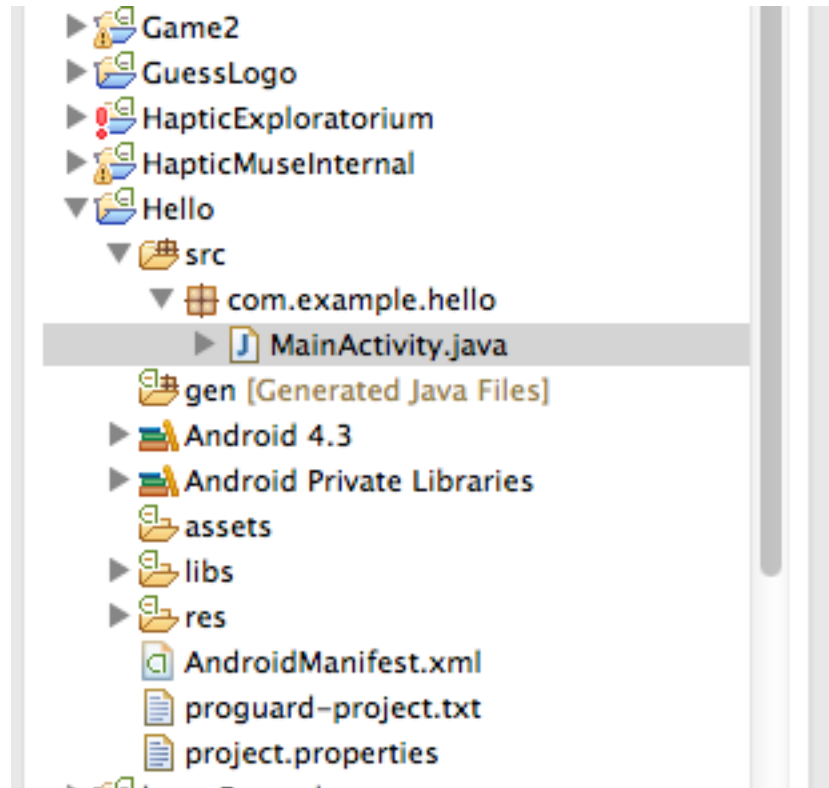 Game2
GuessLogo
HapticExploratorium
HapticMuseInternal
Hello
src
com.example.hello
MainActivity.java
gen [Generated Java Files]
Android 4.3
Android Private Libraries
assets
libs
res
AndroidManifest.xml
proguard-project.txt
project.properties